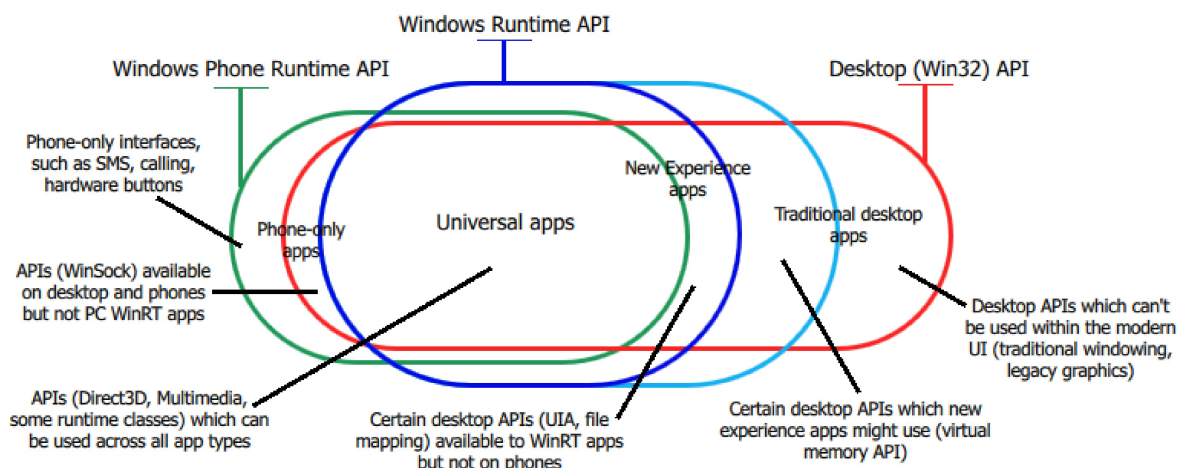 Windows Runtime API
Windows Phone Runtime API
Desktop (Win32) API
Phone-only interfaces,
such as SMS, calling,
hardware buttons
New Experience
apps
Universal apps
Traditional desktop
apps
Phone-only
apps
APIs (WinSock) available
on desktop and phones
but not PC WinRT apps
Desktop APIs which can't
be used within the modern
UI (traditional windowing,
legacy graphics)
APIs (Direct3D, Multimedia,
some runtime classes) which can
be used across all app types
Certain desktop APIs (UIA, file
mapping) available to WinRT apps
but not on phones
Certain desktop APIs which new
experience apps might use (virtual
memory API)